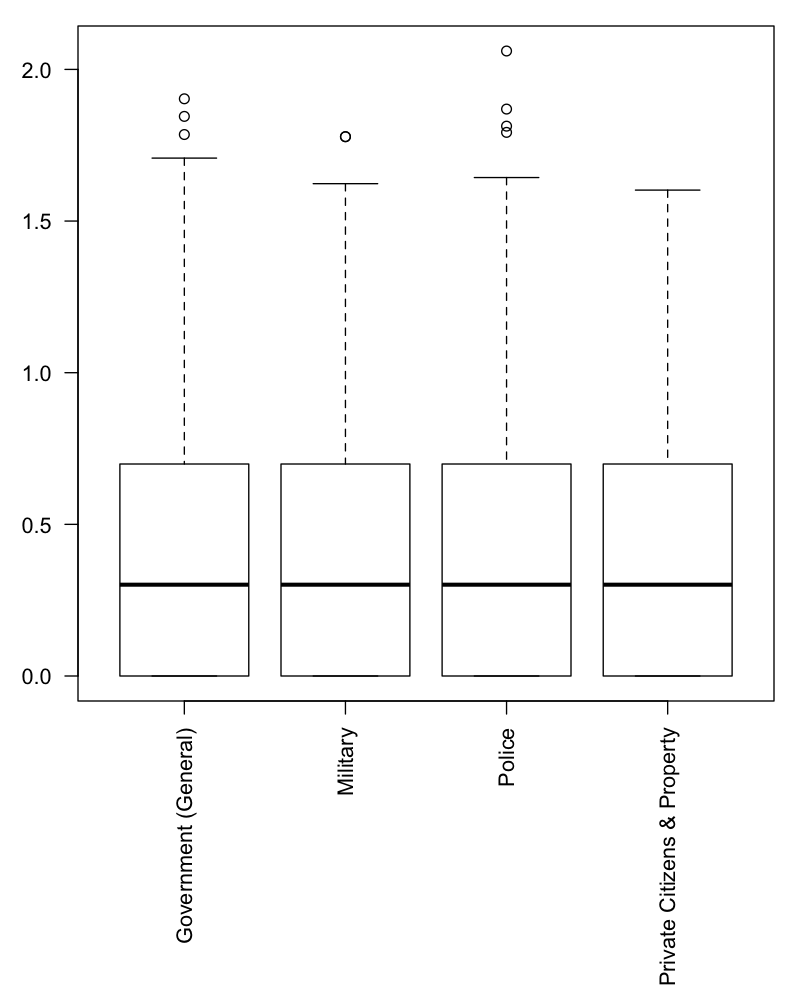 2.0
1.5
1.0
0.5
0.0
Government (General)
Military
Police
Private Citizens & Property